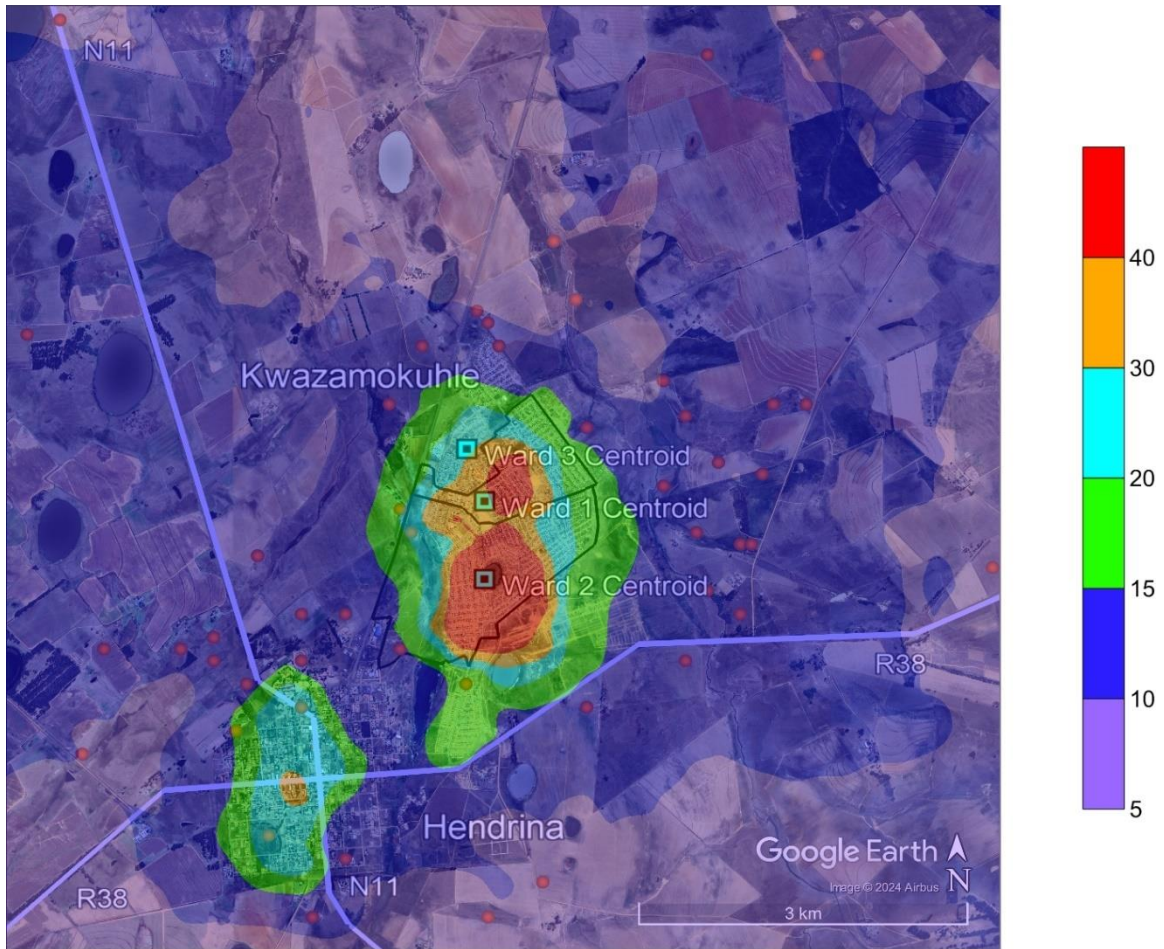 N11
40
30
Kwazamokuhle
Ward 3 Centroid
20
Ward 1 Centroid
Ward 2 Centroid
15
R38
10
5
Hendrina
Google Earth
Image © 2024 Airbus
N
R38
N11
3 km